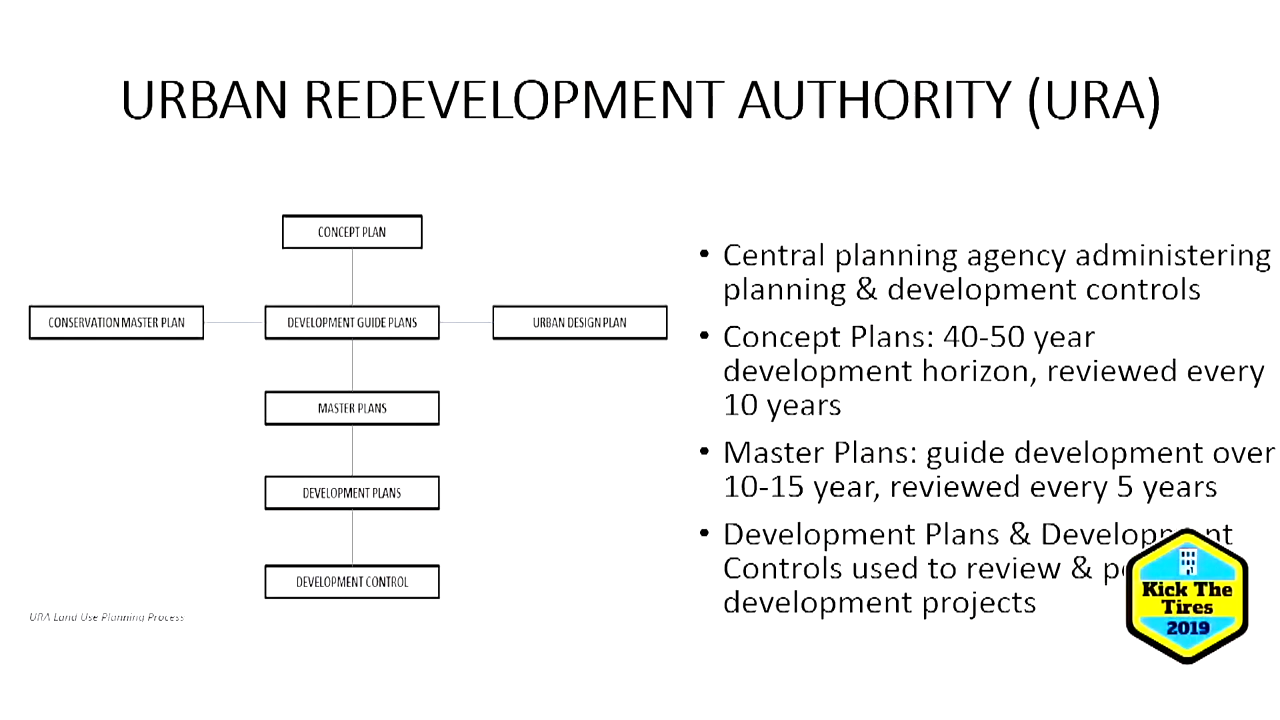 URBAN REDEVELOPMENT AUTHORITY (URA)
CONCEPT PLAN
CONSERVATION MASTER PLAN
DEVELOPMENT GUIDE PLANS
URBAN DESIGN PLAN
MASTER PLANS
DEVELOPMENT PLANS
DEVELOPMENT CONTROL
URA Land Use Planning Process
• Central planning agency administering
planning & development controls
• Concept Plans: 40-50 year
development horizon, reviewed every
10 years
• Master Plans: guide development over
10-15 year, reviewed every 5 years
• Development Plans & Development
Controls used to review &
development projects
Kick The
Tires
2019